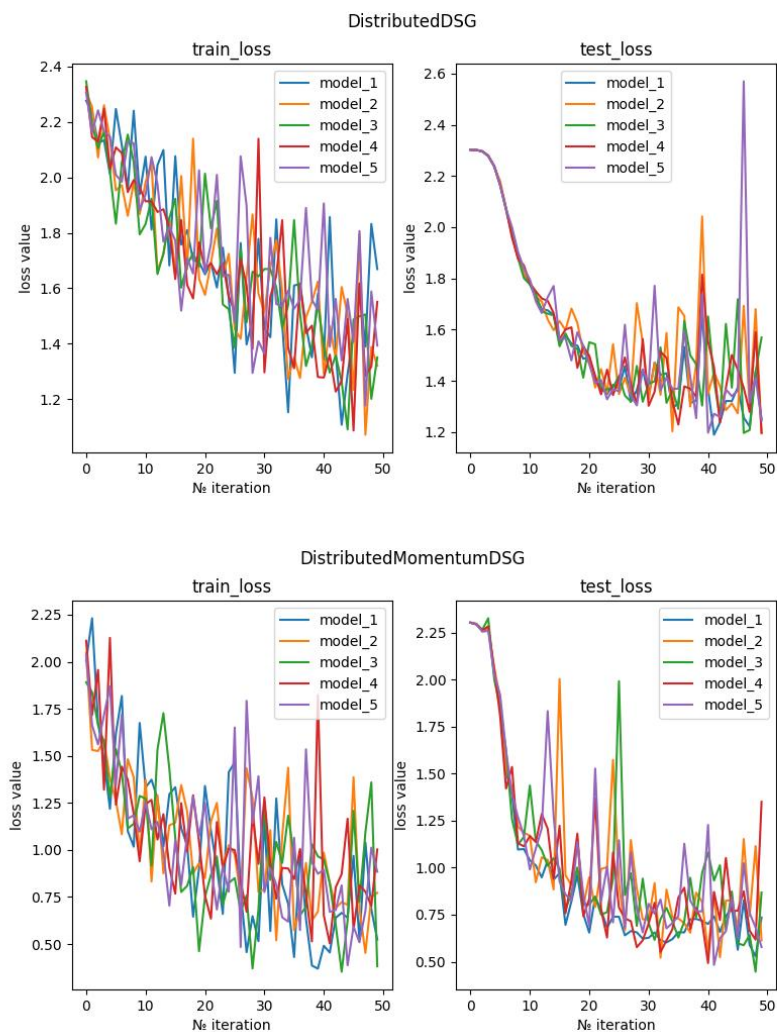 DistributedDSG
train_loss
test_loss
2.4
2.2
2.0
1.8
1.6
1.4
1.2
loss value
0 10 20 30 40 50
№ iteration
model_1
model_2
model_3
model_4
model_5
2.6
2.4
2.2
2.0
1.8
1.6
1.4
1.2
loss value
0 10 20 30 40 50
№ iteration
model_1
model_2
model_3
model_4
model_5
DistributedMomentumDSG
train_loss
test_loss
2.25
2.00
1.75
1.50
1.25
1.00
0.75
0.50
loss value
0 10 20 30 40 50
№ iteration
model_1
model_2
model_3
model_4
model_5
2.25
2.00
1.75
1.50
1.25
1.00
0.75
0.50
loss value
0 10 20 30 40 50
№ iteration
model_1
model_2
model_3
model_4
model_5